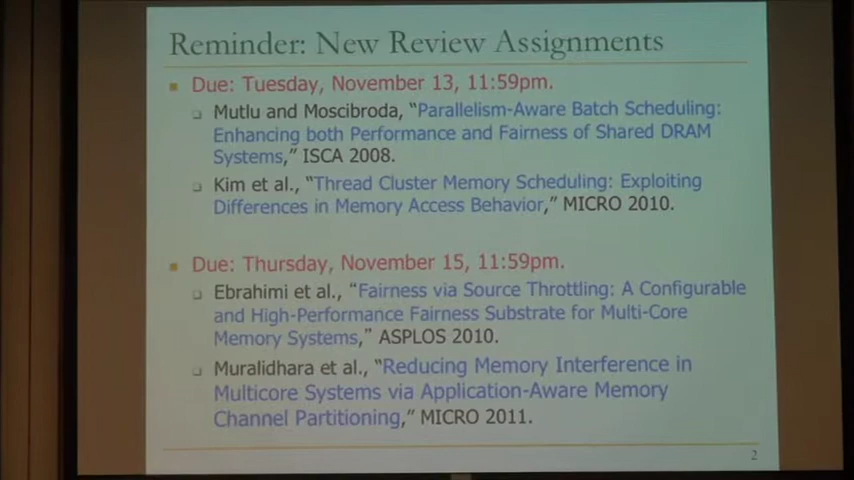 Reminder: New Review Assignments
Due: Tuesday, November 13, 11:59pm.
Mutlu and Moscibroda, “Parallelism-Aware Batch Scheduling:
Enhancing both Performance and Fairness of Shared DRAM
Systems,” ISCA 2008.
Kim et al., “Thread Cluster Memory Scheduling: Exploiting
Differences in Memory Access Behavior,” MICRO 2010.
Due: Thursday, November 15, 11:59pm.
Ebrahimi et al., “Fairness via Source Throttling: A Configurable
and High-Performance Fairness Substrate for Multi-Core
Memory Systems,” ASPLOS 2010.
Muralidhara et al., “Reducing Memory Interference in
Multicore Systems via Application-Aware Memory
Channel Partitioning,” MICRO 2011.
2